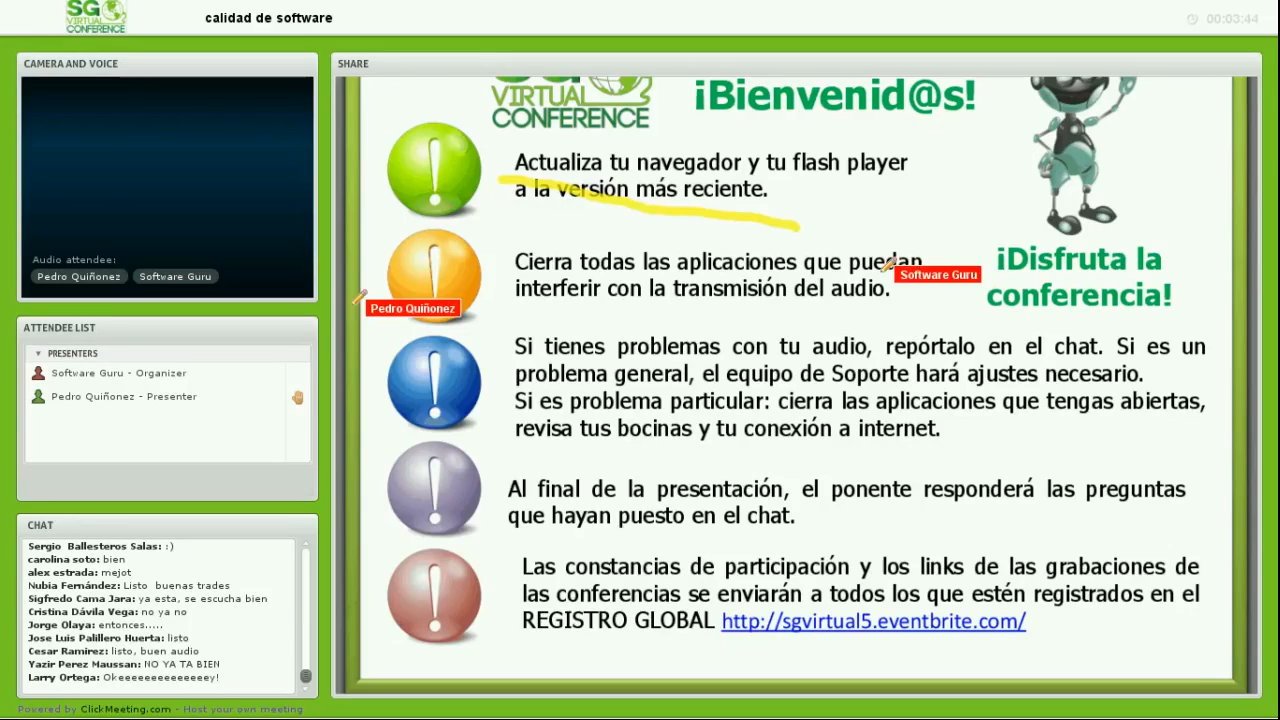 SG
VIRTUAL
CONFERENCE
calidad de software
00:03:44
CAMERA AND VOICE
Audio attendee:
Pedro Quiñonez
Software Guru
ATTENDEE LIST
PRESENTERS
Software Guru - Organizer
Pedro Quiñonez - Presenter
CHAT
Sergio Ballesteros Salas: :)
carolina soto: bien
alex estrada: mejot
Nubia Fernández: Listo buenas trades
Sigfredo Cama Jara: ya esta, se escucha bien
Cristina Dávila Vega: no ya no
Jorge Olaya: entonces.....
Jose Luis Palillero Huerta: listo
Cesar Ramirez: listo, buen audio
Yazir Perez Maussan: NO YA TA BIEN
Larry Ortega: Okeeeeeeeeeeeeey!
Powered by ClickMeeting.com - Host your own meeting
SHARE
SG
VIRTUAL
CONFERENCE
¡Bienvenid@s!
Actualiza tu navegador y tu flash player
a la versión más reciente.
Cierra todas las aplicaciones que puedan
interferir con la transmisión del audio.
Software Guru
Pedro Quiñonez
¡Disfruta la
conferencia!
Si tienes problemas con tu audio, repórtalo en el chat. Si es un
problema general, el equipo de Soporte hará ajustes necesario.
Si es problema particular: cierra las aplicaciones que tengas abiertas,
revisa tus bocinas y tu conexión a internet.
Al final de la presentación, el ponente responderá las preguntas
que hayan puesto en el chat.
Las constancias de participación y los links de las grabaciones de
las conferencias se enviarán a todos los que estén registrados en el
REGISTRO GLOBAL http://sgvirtual5.eventbrite.com/